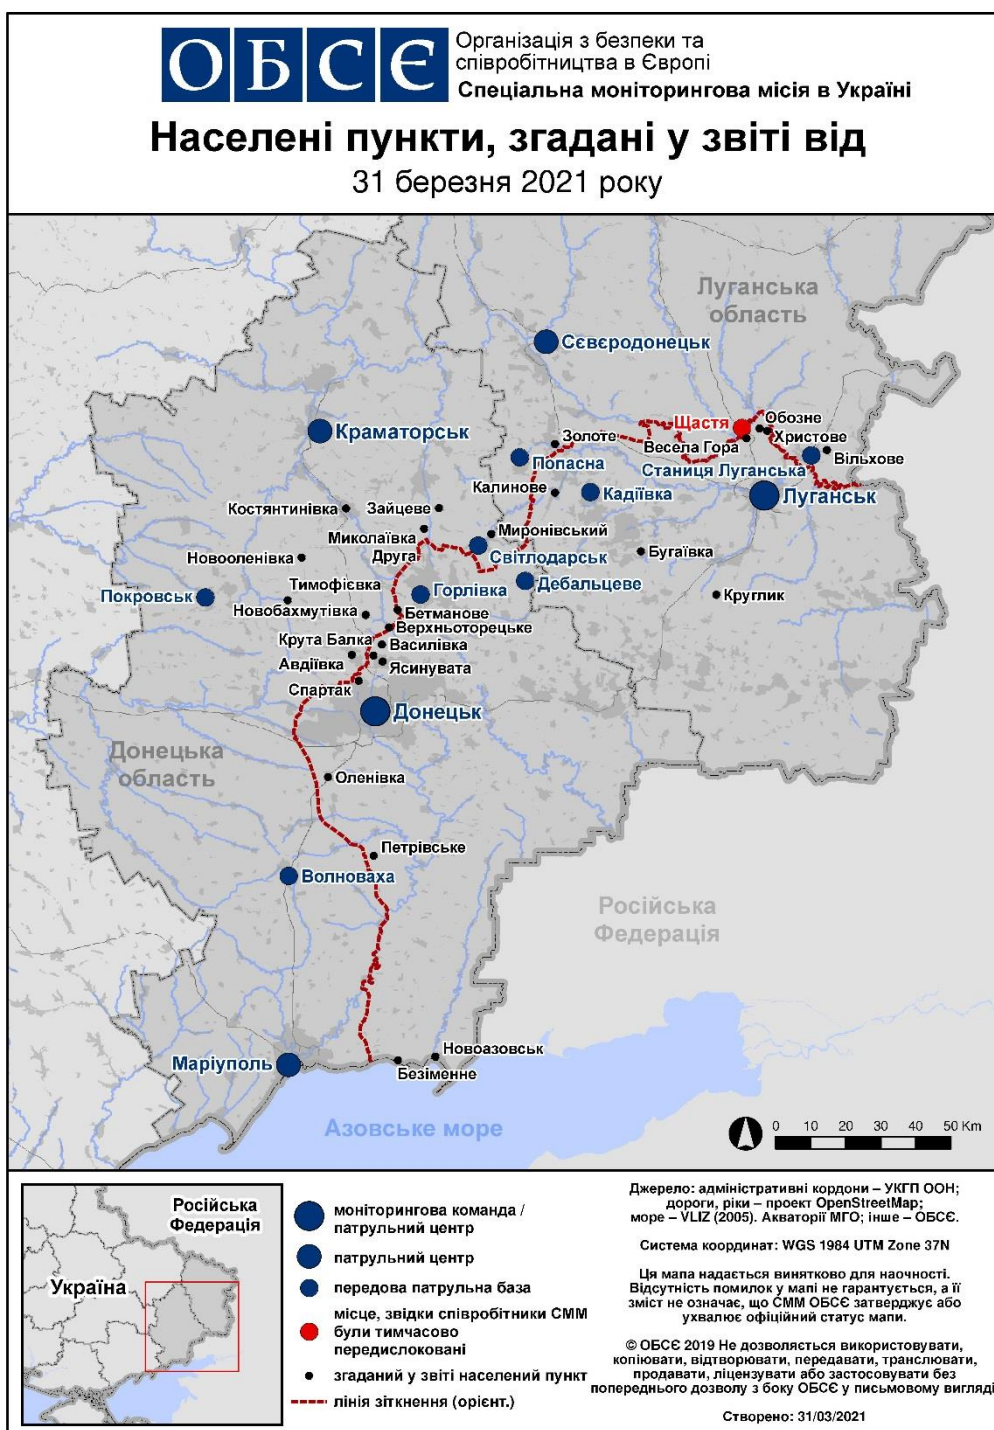 ОБСЄ
Організація з безпеки та
співробітництва в Європі
Спеціальна моніторингова місія в Україні
Населені пункти, згадані у звіті від
31 березня 2021 року
Луганська
область
Сєвєродонецьк
Щастя
Обозне
Христове
Весела Гора
Вільхове
Станиця Луганська
Луганськ
Золоте
Краматорськ
Попасна
Калинове
Кадіївка
Костянтинівка
Зайцеве
Миколаївка
Друга
Миронівський
Світлодарськ
Бугаївка
Новооленівка
Тимофієвка
Горлівка
Дебальцеве
Покровськ
Новобахмутівка
Бетманове
Круглик
Верхньоторецьке
Крута Балка
Василівка
Авдіївка
Ясинувата
Спартак
Донецьк
Донецька
область
Оленівка
Петрівське
Волноваха
Російська
Федерація
Новоазовськ
Маріуполь
Безіменне
Азовське море
0 10 20 30 40 50 Km
Російська
Федерація
Україна
моніторингова команда /
патрульний центр
патрульний центр
передова патрульна база
місце, звідки співробітники СММ
були тимчасово
передислоковані
згаданий у звіті населений пункт
лінія зіткнення (орієнт.)
Джерело: адміністративні кордони – УКГП ООН;
дороги, ріки – проект OpenStreetMap;
море – VLIZ (2005). Акваторії МГО; інше – ОБСЄ.
Система координат: WGS 1984 UTM Zone 37N
Ця мапа надається винятково для наочності.
Відсутність помилок у мапі не гарантується, а її
зміст не означає, що СММ ОБСЄ затверджує або
ухвалює офіційний статус мапи.
© ОБСЄ 2019 Не дозволяється використовувати,
копіювати, відтворювати, передавати, транслювати,
продавати, ліцензувати або застосовувати без
попереднього дозволу з боку ОБСЄ у письмовому вигляді
Створено: 31/03/2021